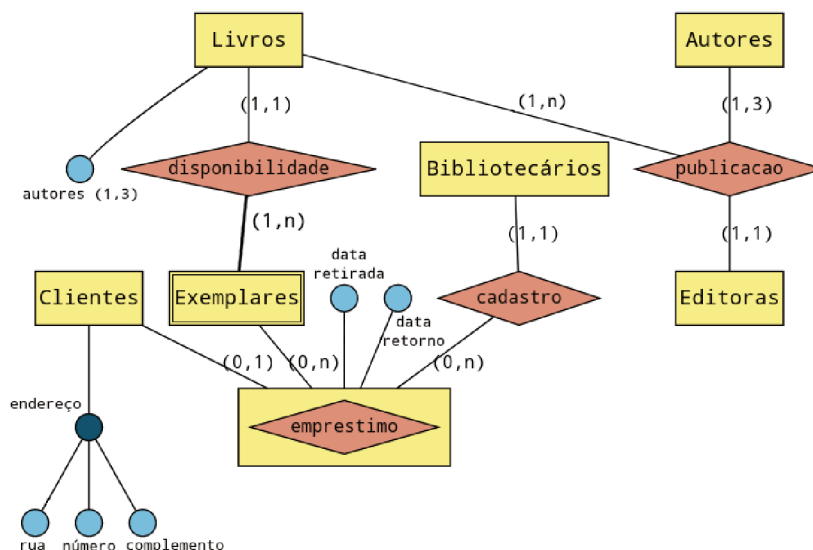 Livros
Autores
(1,1)
(1,n)
(1,3)
autores (1,3)
disponibilidade
Bibliotecários
publicacao
(1,n)
(1,1)
(1,1)
data
retirada
Clientes
Exemplares
data
retorno
cadastro
Editoras
(0,1)
(0,n)
(0,n)
endereço
emprestimo
rua
número
complemento